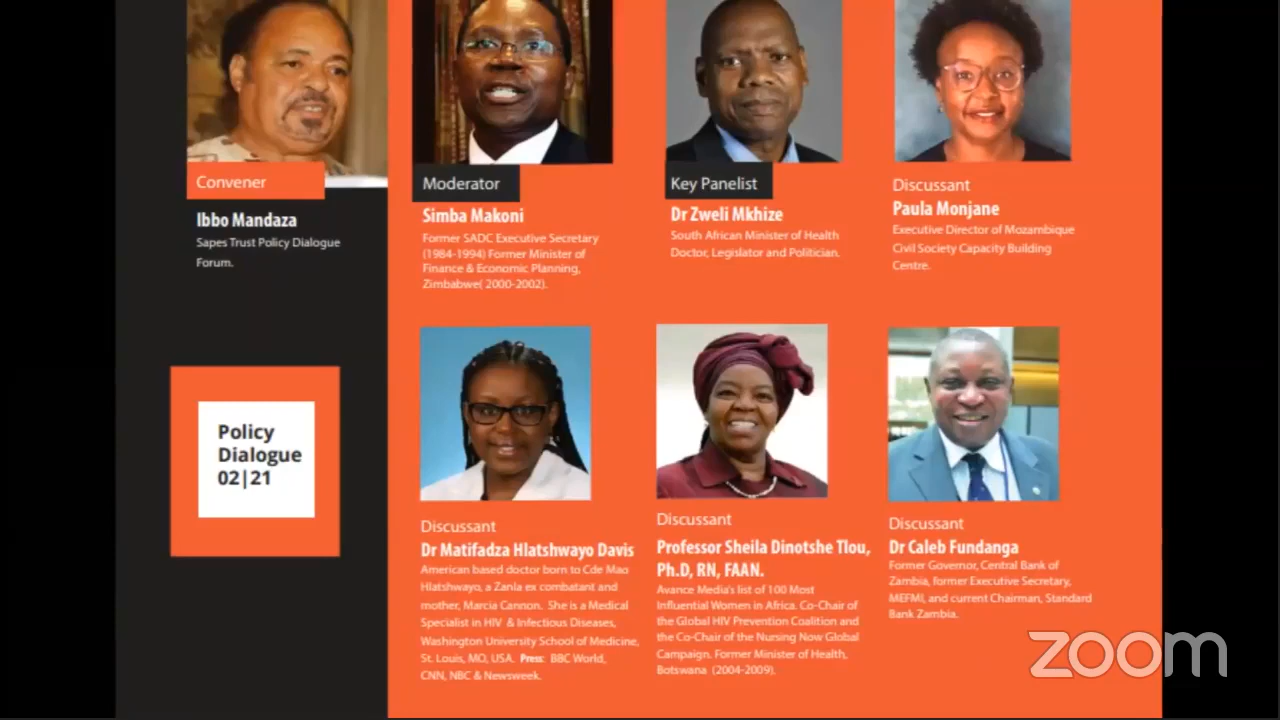 Convener
Ibbo Mandaza
Sapes Trust Policy Dialogue
Forum.
Moderator
Simba Makoni
Former SADC Executive Secretary
(1984-1994) Former Minister of
Finance & Economic Planning,
Zimbabwe( 2000-2002).
Key Panelist
Dr Zweli Mkhize
South African Minister of Health
Doctor, Legislator and Politician.
Discussant
Paula Monjane
Executive Director of Mozambique
Civil Society Capacity Building
Centre.
Policy
Dialogue
02|21
Discussant
Dr Matifadza Hlatshwayo Davis
American based doctor born to Cde Mao
Hlatshwayo, a Zanla ex combatant and
mother, Marcia Cannon. She is a Medical
Specialist in HIV & Infectious Diseases,
Washington University School of Medicine,
St. Louis, MO, USA. Press: BBC World,
CNN, NBC & Newsweek.
Discussant
Professor Sheila Dinotshe Tlou,
Ph.D, RN, FAAN.
Avance Media's list of 100 Most
Influential Women in Africa. Co-Chair of
the Global HIV Prevention Coalition and
the Co-Chair of the Nursing Now Global
Campaign. Former Minister of Health,
Botswana (2004-2009).
Discussant
Dr Caleb Fundanga
Former Governor, Central Bank of
Zambia, former Executive Secretary,
MEFMI, and current Chairman, Standard
Bank Zambia.
zoom